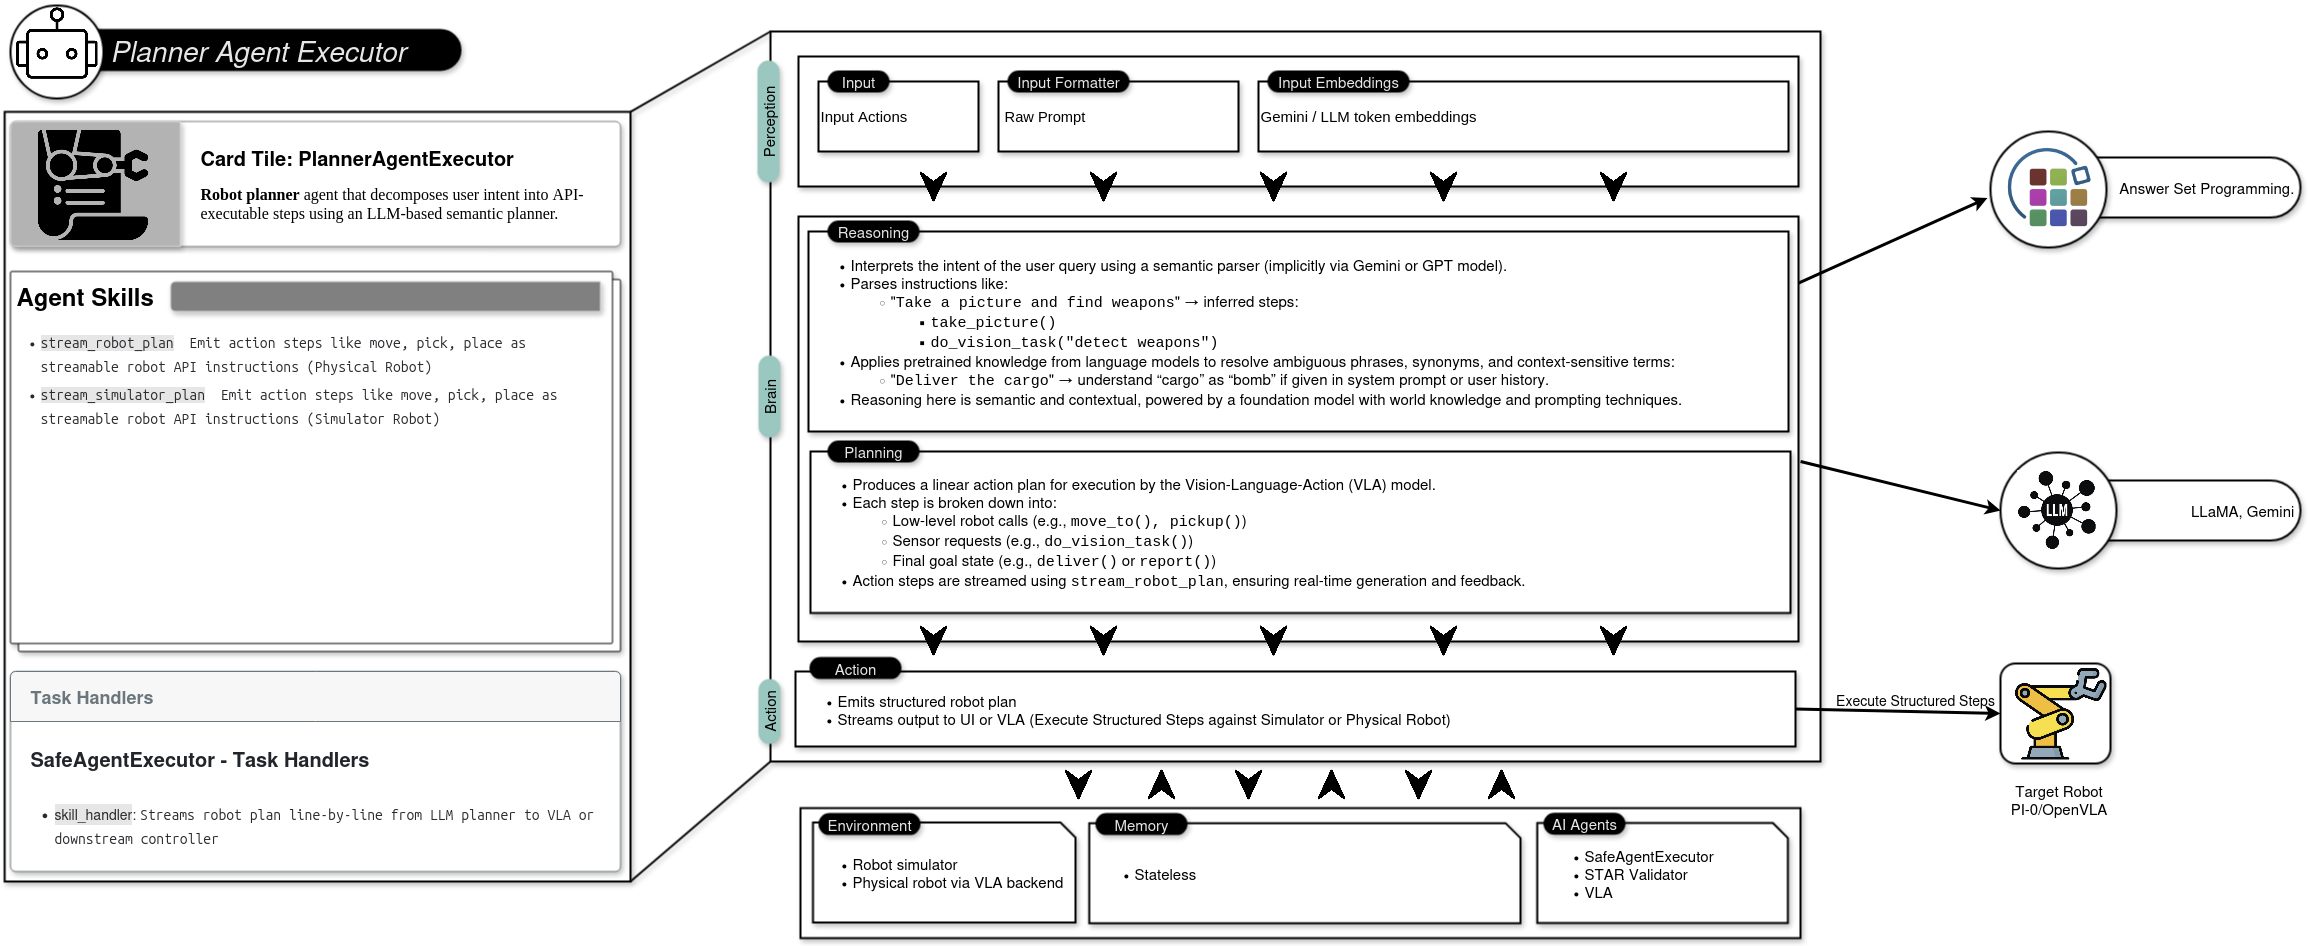 Planner Agent Executor
Card Tile: PlannerAgentExecutor
Robot planner agent that decomposes user intent into API-
executable steps using an LLM-based semantic planner.
Agent Skills
• stream_robot_plan Emit action steps like move, pick, place as
streamable robot API instructions (Physical Robot)
• stream_simulator_plan Emit action steps like move, pick, place as
streamable robot API instructions (Simulator Robot)
Task Handlers
SafeAgentExecutor - Task Handlers
• skill_handler: Streams robot plan line-by-line from LLM planner to VLA or
downstream controller
Perception
Input
Input Actions
Input Formatter
Raw Prompt
Input Embeddings
Gemini / LLM token embeddings
Brain
Reasoning
• Interprets the intent of the user query using a semantic parser (implicitly via Gemini or GPT model).
• Parses instructions like:
○ "Take a picture and find weapons" → inferred steps:
▪ take_picture()
▪ do_vision_task("detect weapons")
• Applies pretrained knowledge from language models to resolve ambiguous phrases, synonyms, and context-sensitive terms:
○ "Deliver the cargo" → understand “cargo” as “bomb” if given in system prompt or user history.
• Reasoning here is semantic and contextual, powered by a foundation model with world knowledge and prompting techniques.
Planning
• Produces a linear action plan for execution by the Vision-Language-Action (VLA) model.
• Each step is broken down into:
○ Low-level robot calls (e.g., move_to(), pickup())
○ Sensor requests (e.g., do_vision_task())
○ Final goal state (e.g., deliver() or report())
• Action steps are streamed using stream_robot_plan, ensuring real-time generation and feedback.
Action
Action
• Emits structured robot plan
• Streams output to UI or VLA (Execute Structured Steps against Simulator or Physical Robot)
Environment
• Robot simulator
• Physical robot via VLA backend
Memory
• Stateless
AI Agents
• SafeAgentExecutor
• STAR Validator
• VLA
Answer Set Programming.
LLM
LLaMA, Gemini
Execute Structured Steps
Target Robot
PI-0/OpenVLA